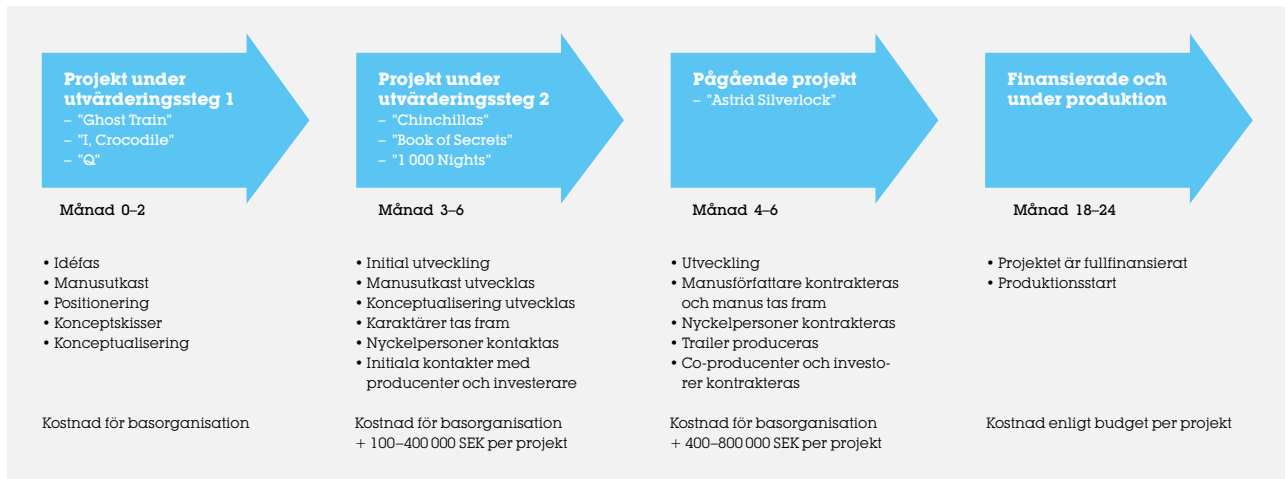 Projekt under
utvärderingssteg 1
– "Ghost Train"
– "I, Crocodile"
– "Q"
Månad 0–2
• Idéfas
• Manusutkast
• Positionering
• Konceptskisser
• Konceptualisering
Kostnad för basorganisation
Projekt under
utvärderingssteg 2
– "Chinchillas"
– "Book of Secrets"
– "1 000 Nights"
Månad 3–6
• Initial utveckling
• Manusutkast utvecklas
• Konceptualisering utvecklas
• Karaktärer tas fram
• Nyckelpersoner kontaktas
• Initiala kontakter med
producenter och investerare
Kostnad för basorganisation
+ 100–400 000 SEK per projekt
Pågående projekt
– "Astrid Silverlock"
Månad 4–6
• Utveckling
• Manusförfattare kontrakteras
och manus tas fram
• Nyckelpersoner kontrakteras
• Trailer produceras
• Co-producenter och investo-
rer kontrakteras
Kostnad för basorganisation
+ 400–800 000 SEK per projekt
Finansierade och
under produktion
Månad 18–24
• Projektet är fullfinansierat
• Produktionsstart
Kostnad enligt budget per projekt